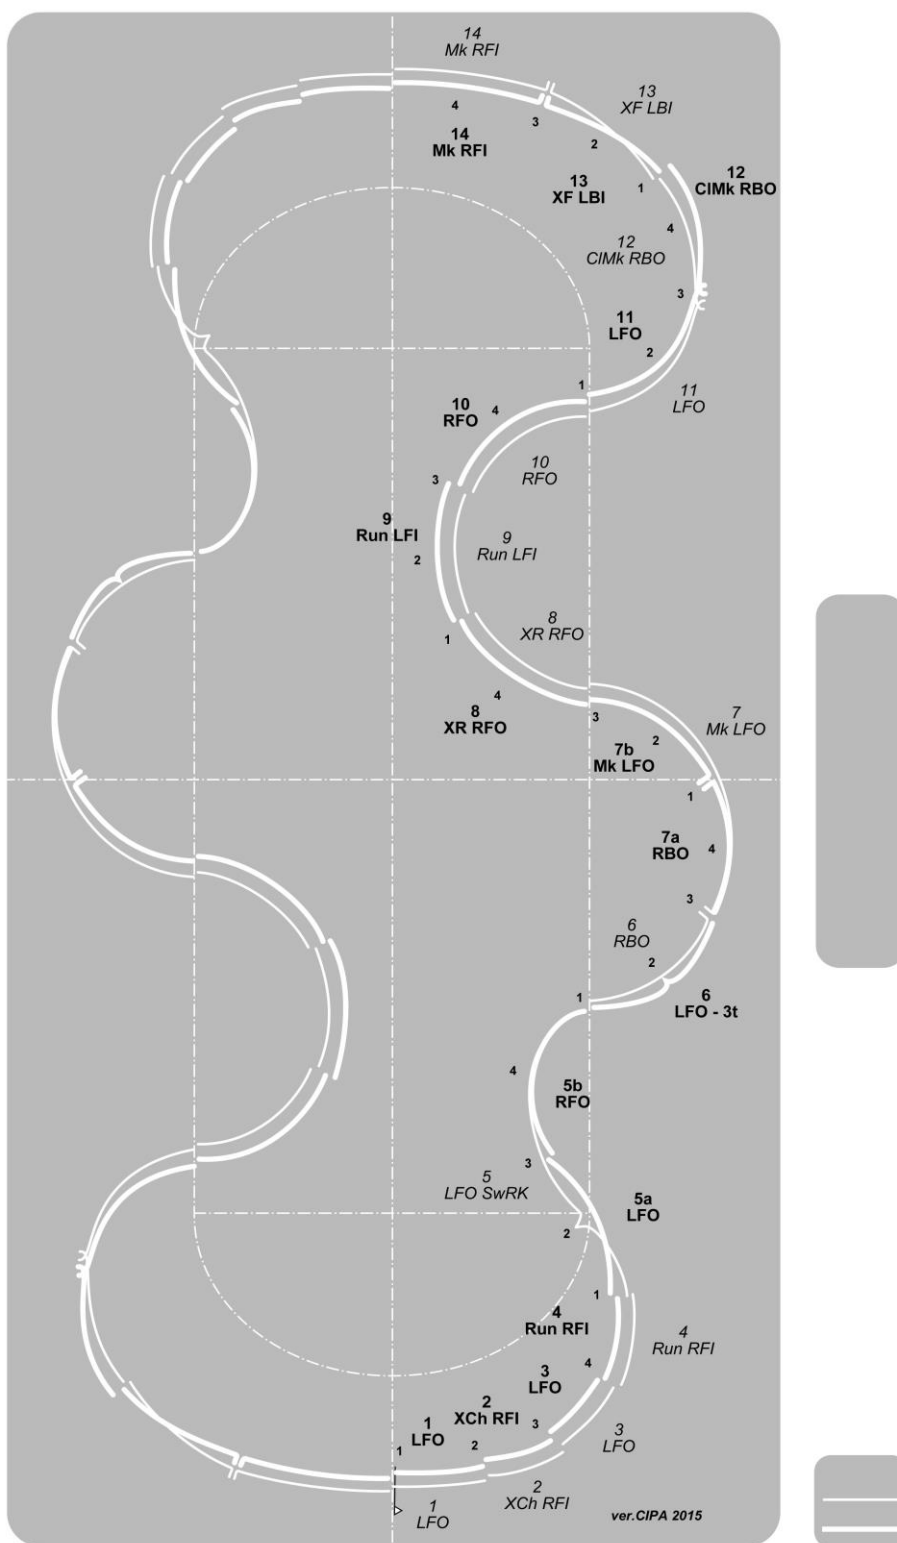 14
Mk RFI
13
XF LBI
4
3
14
Mk RFI
2
12
ClMk RBO
13
XF LBI
1
4
12
ClMk RBO
3
11
LFO
2
1
11
LFO
10
RFO
4
10
RFO
3
9
Run LFI
9
Run LFI
2
8
XR RFO
1
4
8
XR RFO
3
7
Mk LFO
7b
Mk LFO
2
1
7a
RBO
4
3
6
RBO
2
1
6
LFO - 3t
4
5b
RFO
3
5
LFO SwRK
5a
LFO
2
1
4
Run RFI
4
Run RFI
3
LFO
4
2
XCh RFI
3
1
LFO
2
1
3
LFO
2
XCh RFI
1
LFO
ver.CIPA 2015